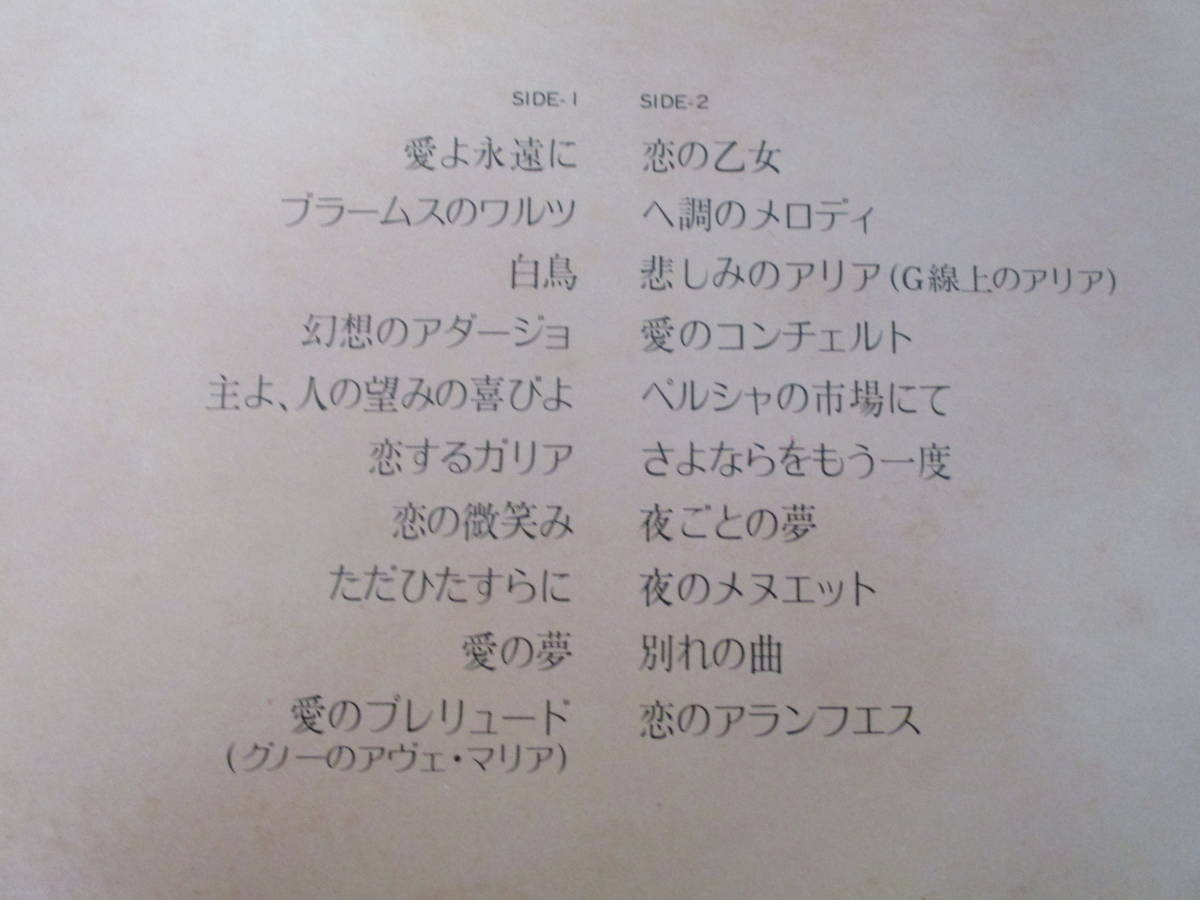 SIDE-1
愛よ永遠に
ブラームスのワルツ
白鳥
幻想のアダージョ
主よ、人の望みの喜びよ
恋するガリア
恋の微笑み
ただひたすらに
愛の夢
愛のプレリュード
(グノーのアヴェ・マリア)
SIDE-2
恋の乙女
ヘ調のメロディ
悲しみのアリア(G線上のアリア)
愛のコンチェルト
ペルシャの市場にて
さよならをもう一度
夜ごとの夢
夜のメヌエット
別れの曲
恋のアランフエス